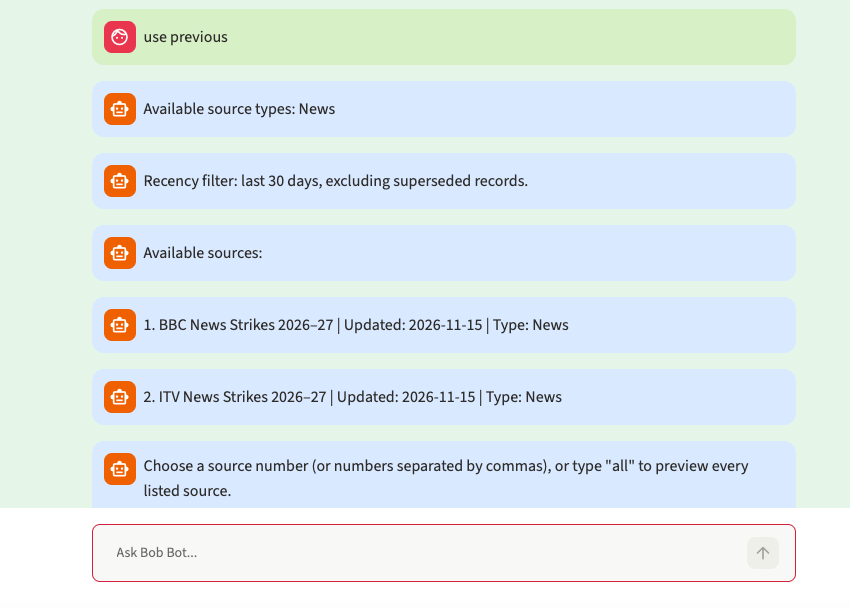 use previous
Available source types: News
Recency filter: last 30 days, excluding superseded records.
Available sources:
1. BBC News Strikes 2026–27 | Updated: 2026-11-15 | Type: News
2. ITV News Strikes 2026–27 | Updated: 2026-11-15 | Type: News
Choose a source number (or numbers separated by commas), or type "all" to preview every
listed source.
Ask Bob Bot...